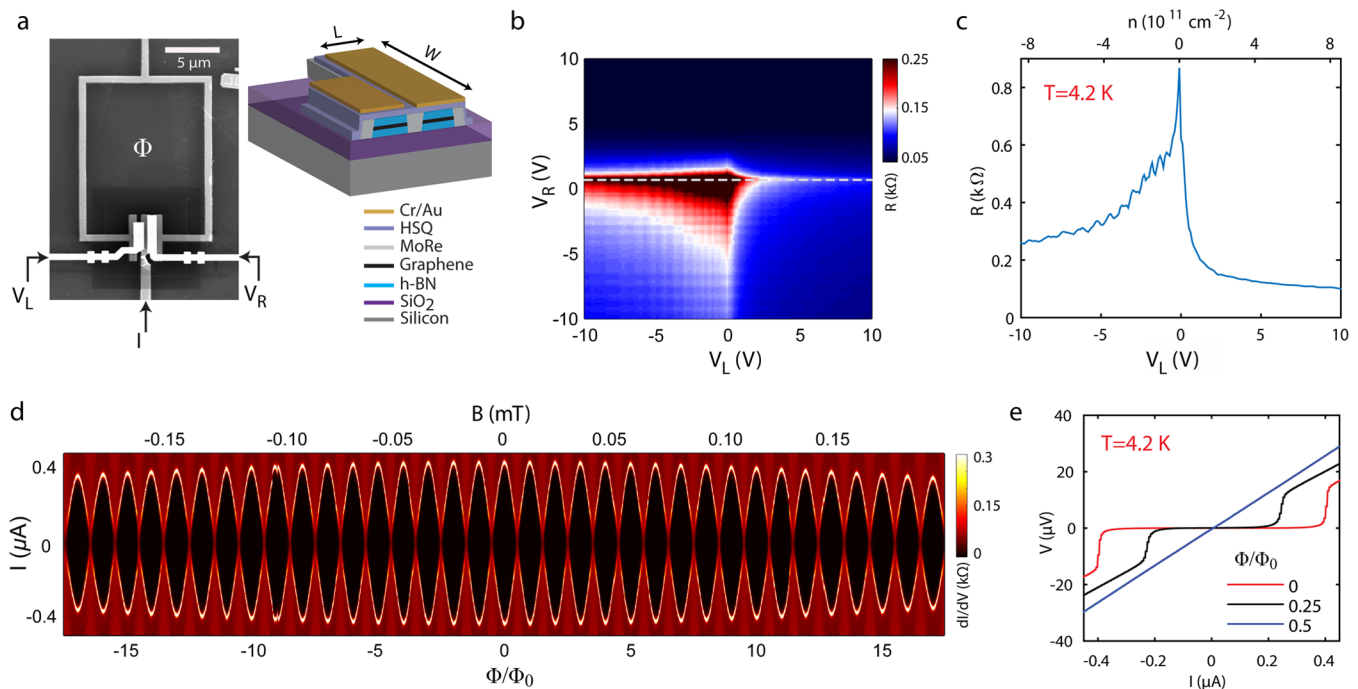 a
5 μm
Φ
V_L
V_R
I
L
W
Cr/Au
HSQ
MoRe
Graphene
h-BN
SiO₂
Silicon
b
10
5
0
-5
-10
V_R (V)
-10
-5
0
5
10
V_L (V)
0.25
0.15
0.05
R (kΩ)
c
n (10¹¹ cm⁻²)
-8
-4
0
4
8
T=4.2 K
0.8
0.6
0.4
0.2
0
R (kΩ)
-10
-5
0
5
10
V_L (V)
d
B (mT)
-0.15
-0.10
-0.05
0
0.05
0.10
0.15
0.4
0
-0.4
I (μA)
-15
-10
-5
0
5
10
15
Φ/Φ₀
0.3
0.15
0
dI/dV (kΩ)
e
T=4.2 K
40
20
0
-20
-40
V (μV)
Φ/Φ₀
0
0.25
0.5
-0.4
-0.2
0
0.2
0.4
I (μA)